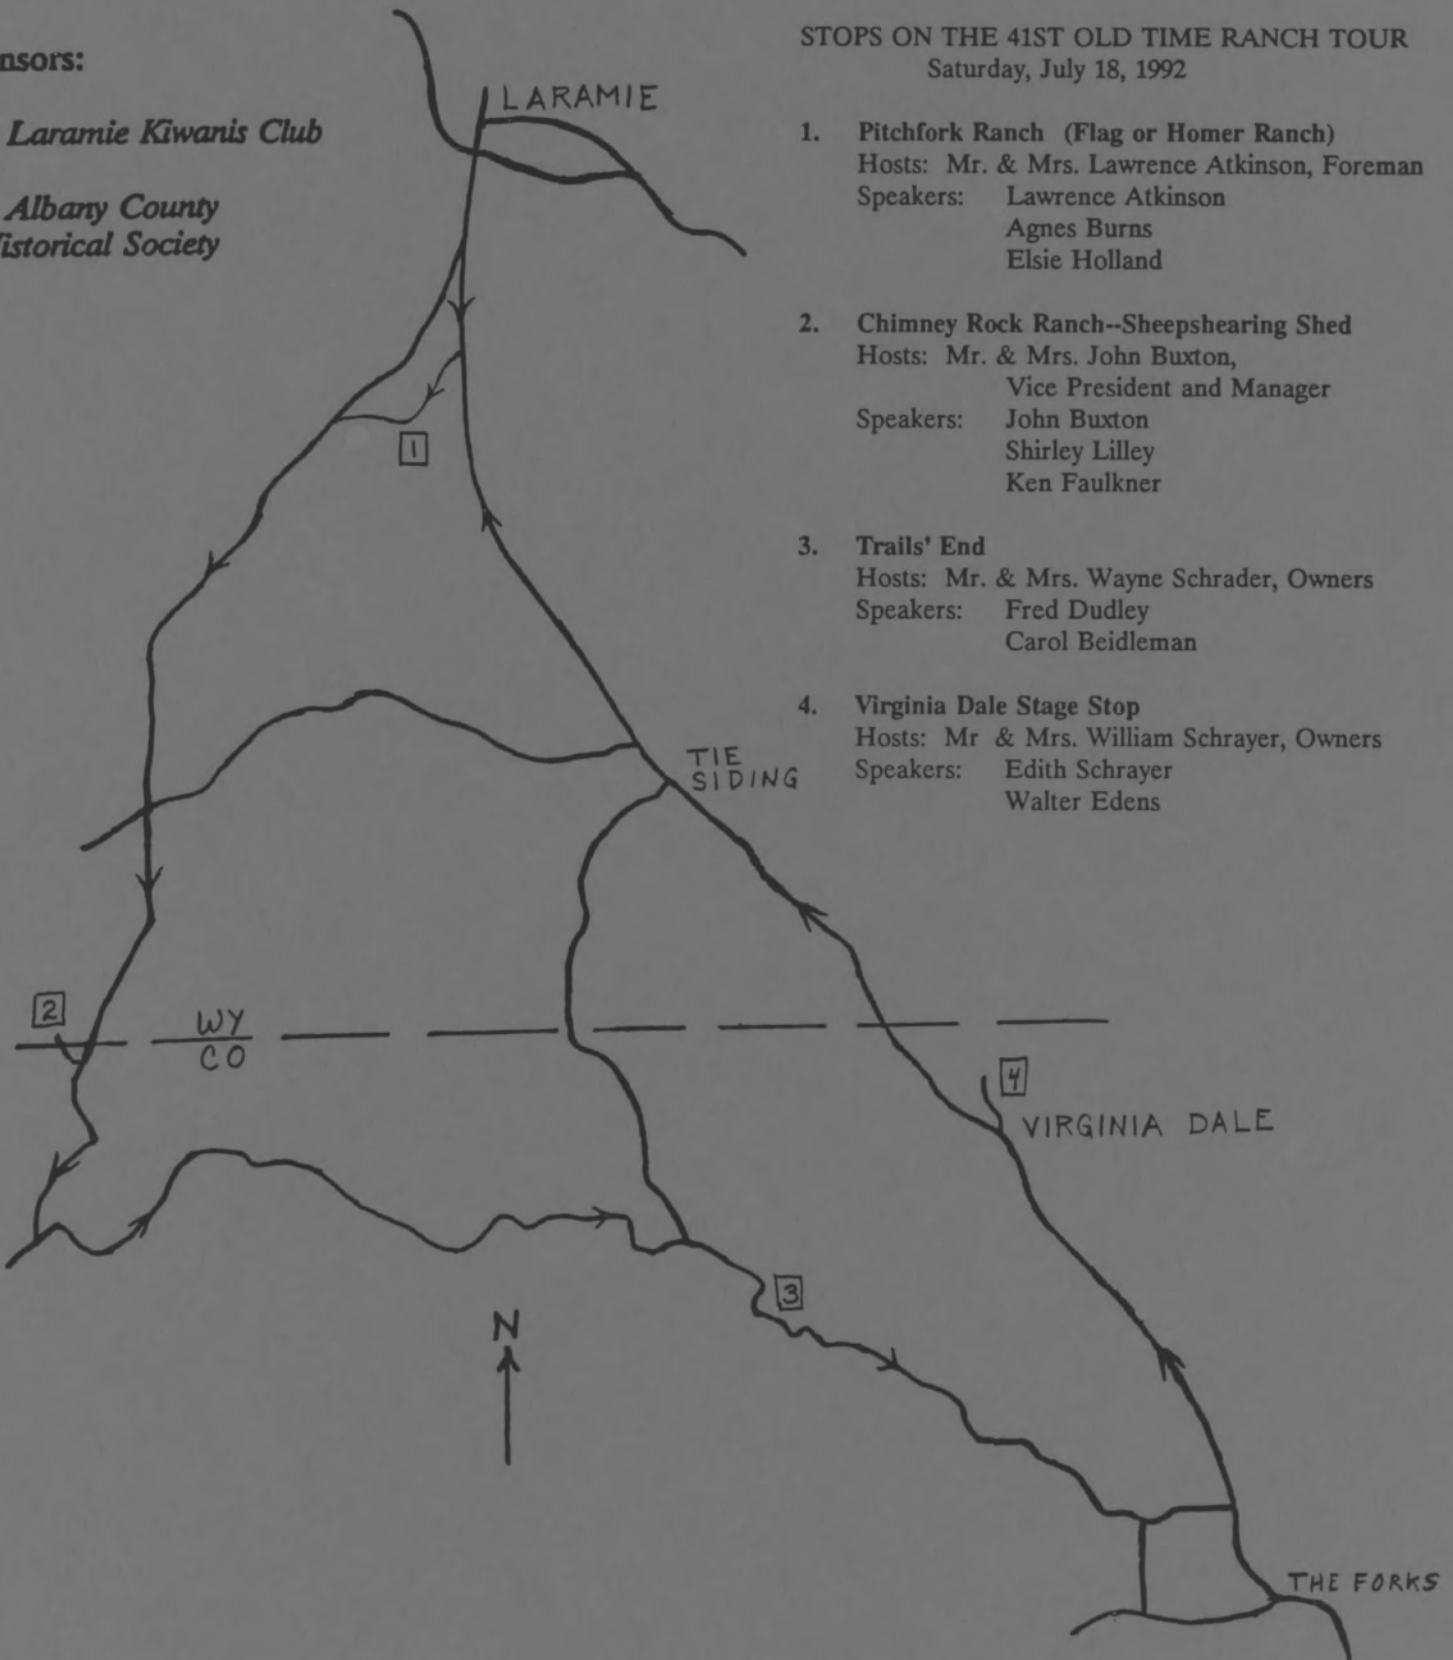 nsors:
Laramie Kiwanis Club
Albany County
istorical Society
STOPS ON THE 41ST OLD TIME RANCH TOUR
Saturday, July 18, 1992
1. Pitchfork Ranch (Flag or Homer Ranch)
Hosts: Mr. & Mrs. Lawrence Atkinson, Foreman
Speakers: Lawrence Atkinson
Agnes Burns
Elsie Holland
2. Chimney Rock Ranch--Sheepshearing Shed
Hosts: Mr. & Mrs. John Buxton,
Vice President and Manager
Speakers: John Buxton
Shirley Lilley
Ken Faulkner
3. Trails' End
Hosts: Mr. & Mrs. Wayne Schrader, Owners
Speakers: Fred Dudley
Carol Beidleman
4. Virginia Dale Stage Stop
Hosts: Mr & Mrs. William Schrayer, Owners
Speakers: Edith Schrayer
Walter Edens
LARAMIE
1
TIE
SIDING
2
WY
CO
4
VIRGINIA DALE
3
N
THE FORKS